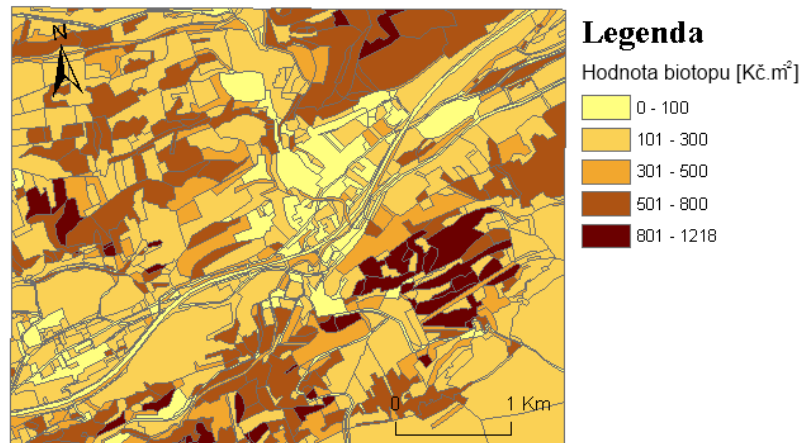 N
Legenda
Hodnota biotopu [Kč.m²]
0 - 100
101 - 300
301 - 500
501 - 800
801 - 1218
0 1 Km